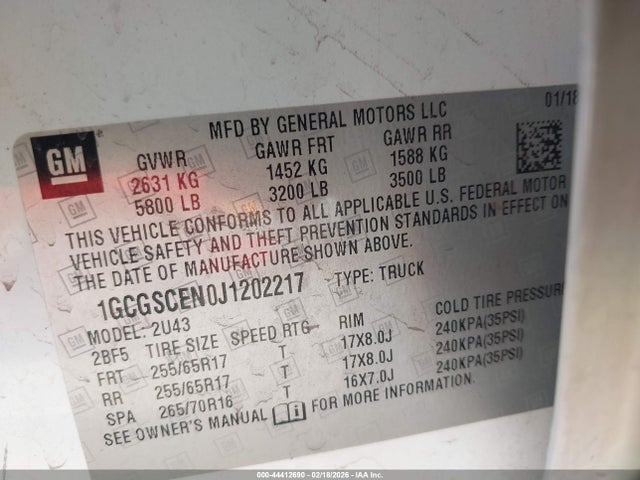 MFD BY GENERAL MOTORS LLC
01/18
GM
GVWR GAWR FRT GAWR RR
2631 KG 1452 KG 1588 KG
5800 LB 3200 LB 3500 LB
THIS VEHICLE CONFORMS TO ALL APPLICABLE U.S. FEDERAL MOTOR
VEHICLE SAFETY AND THEFT PREVENTION STANDARDS IN EFFECT ON
THE DATE OF MANUFACTURE SHOWN ABOVE.
1GCGSCEN0J1202217 TYPE: TRUCK
MODEL: 2U43
2BF5 TIRE SIZE SPEED RTG RIM COLD TIRE PRESSURE
FRT 255/65R17 T 17X8.0J 240KPA(35PSI)
RR 255/65R17 T 17X8.0J 240KPA(35PSI)
SPA 265/70R16 T 16X7.0J 240KPA(35PSI)
SEE OWNER'S MANUAL FOR MORE INFORMATION.
000-44412690 - 02/18/2026 - IAA Inc.